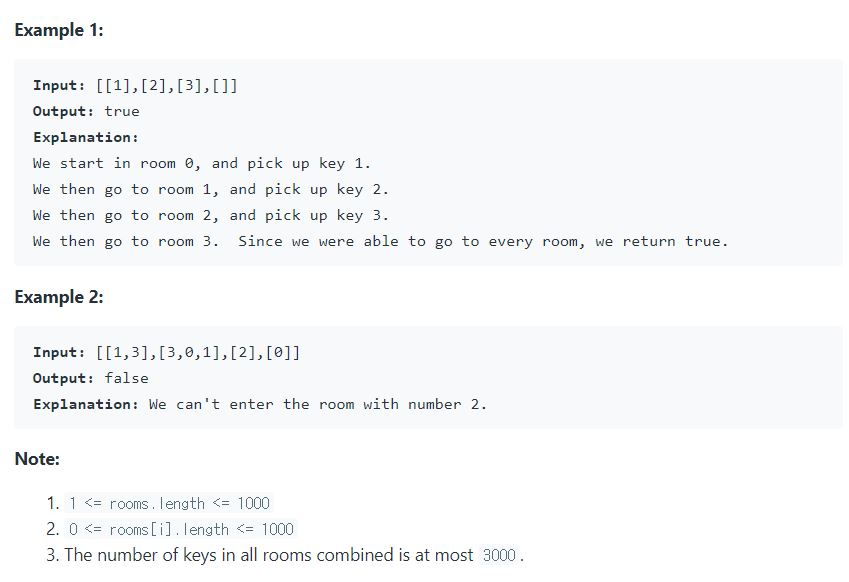 Example 1:
Input: [[1],[2],[3],[]]
Output: true
Explanation:
We start in room 0, and pick up key 1.
We then go to room 1, and pick up key 2.
We then go to room 2, and pick up key 3.
We then go to room 3.  Since we were able to go to every room, we return true.
Example 2:
Input: [[1,3],[3,0,1],[2],[0]]
Output: false
Explanation: We can't enter the room with number 2.
Note:
1. 1 <= rooms.length <= 1000
2. 0 <= rooms[i].length <= 1000
3. The number of keys in all rooms combined is at most 3000.